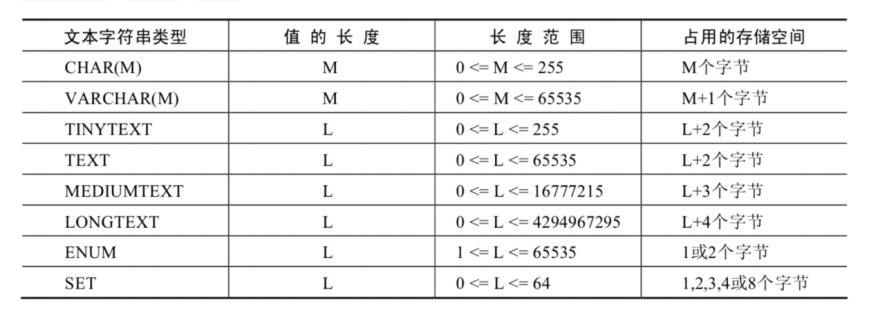 文本字符串类型 值的长度 长度范围 占用的存储空间
CHAR(M) M 0 <= M <= 255 M个字节
VARCHAR(M) M 0 <= M <= 65535 M+1个字节
TINYTEXT L 0 <= L <= 255 L+2个字节
TEXT L 0 <= L <= 65535 L+2个字节
MEDIUMTEXT L 0 <= L <= 16777215 L+3个字节
LONGTEXT L 0 <= L <= 4294967295 L+4个字节
ENUM L 1 <= L <= 65535 1或2个字节
SET L 0 <= L <= 64 1,2,3,4或8个字节